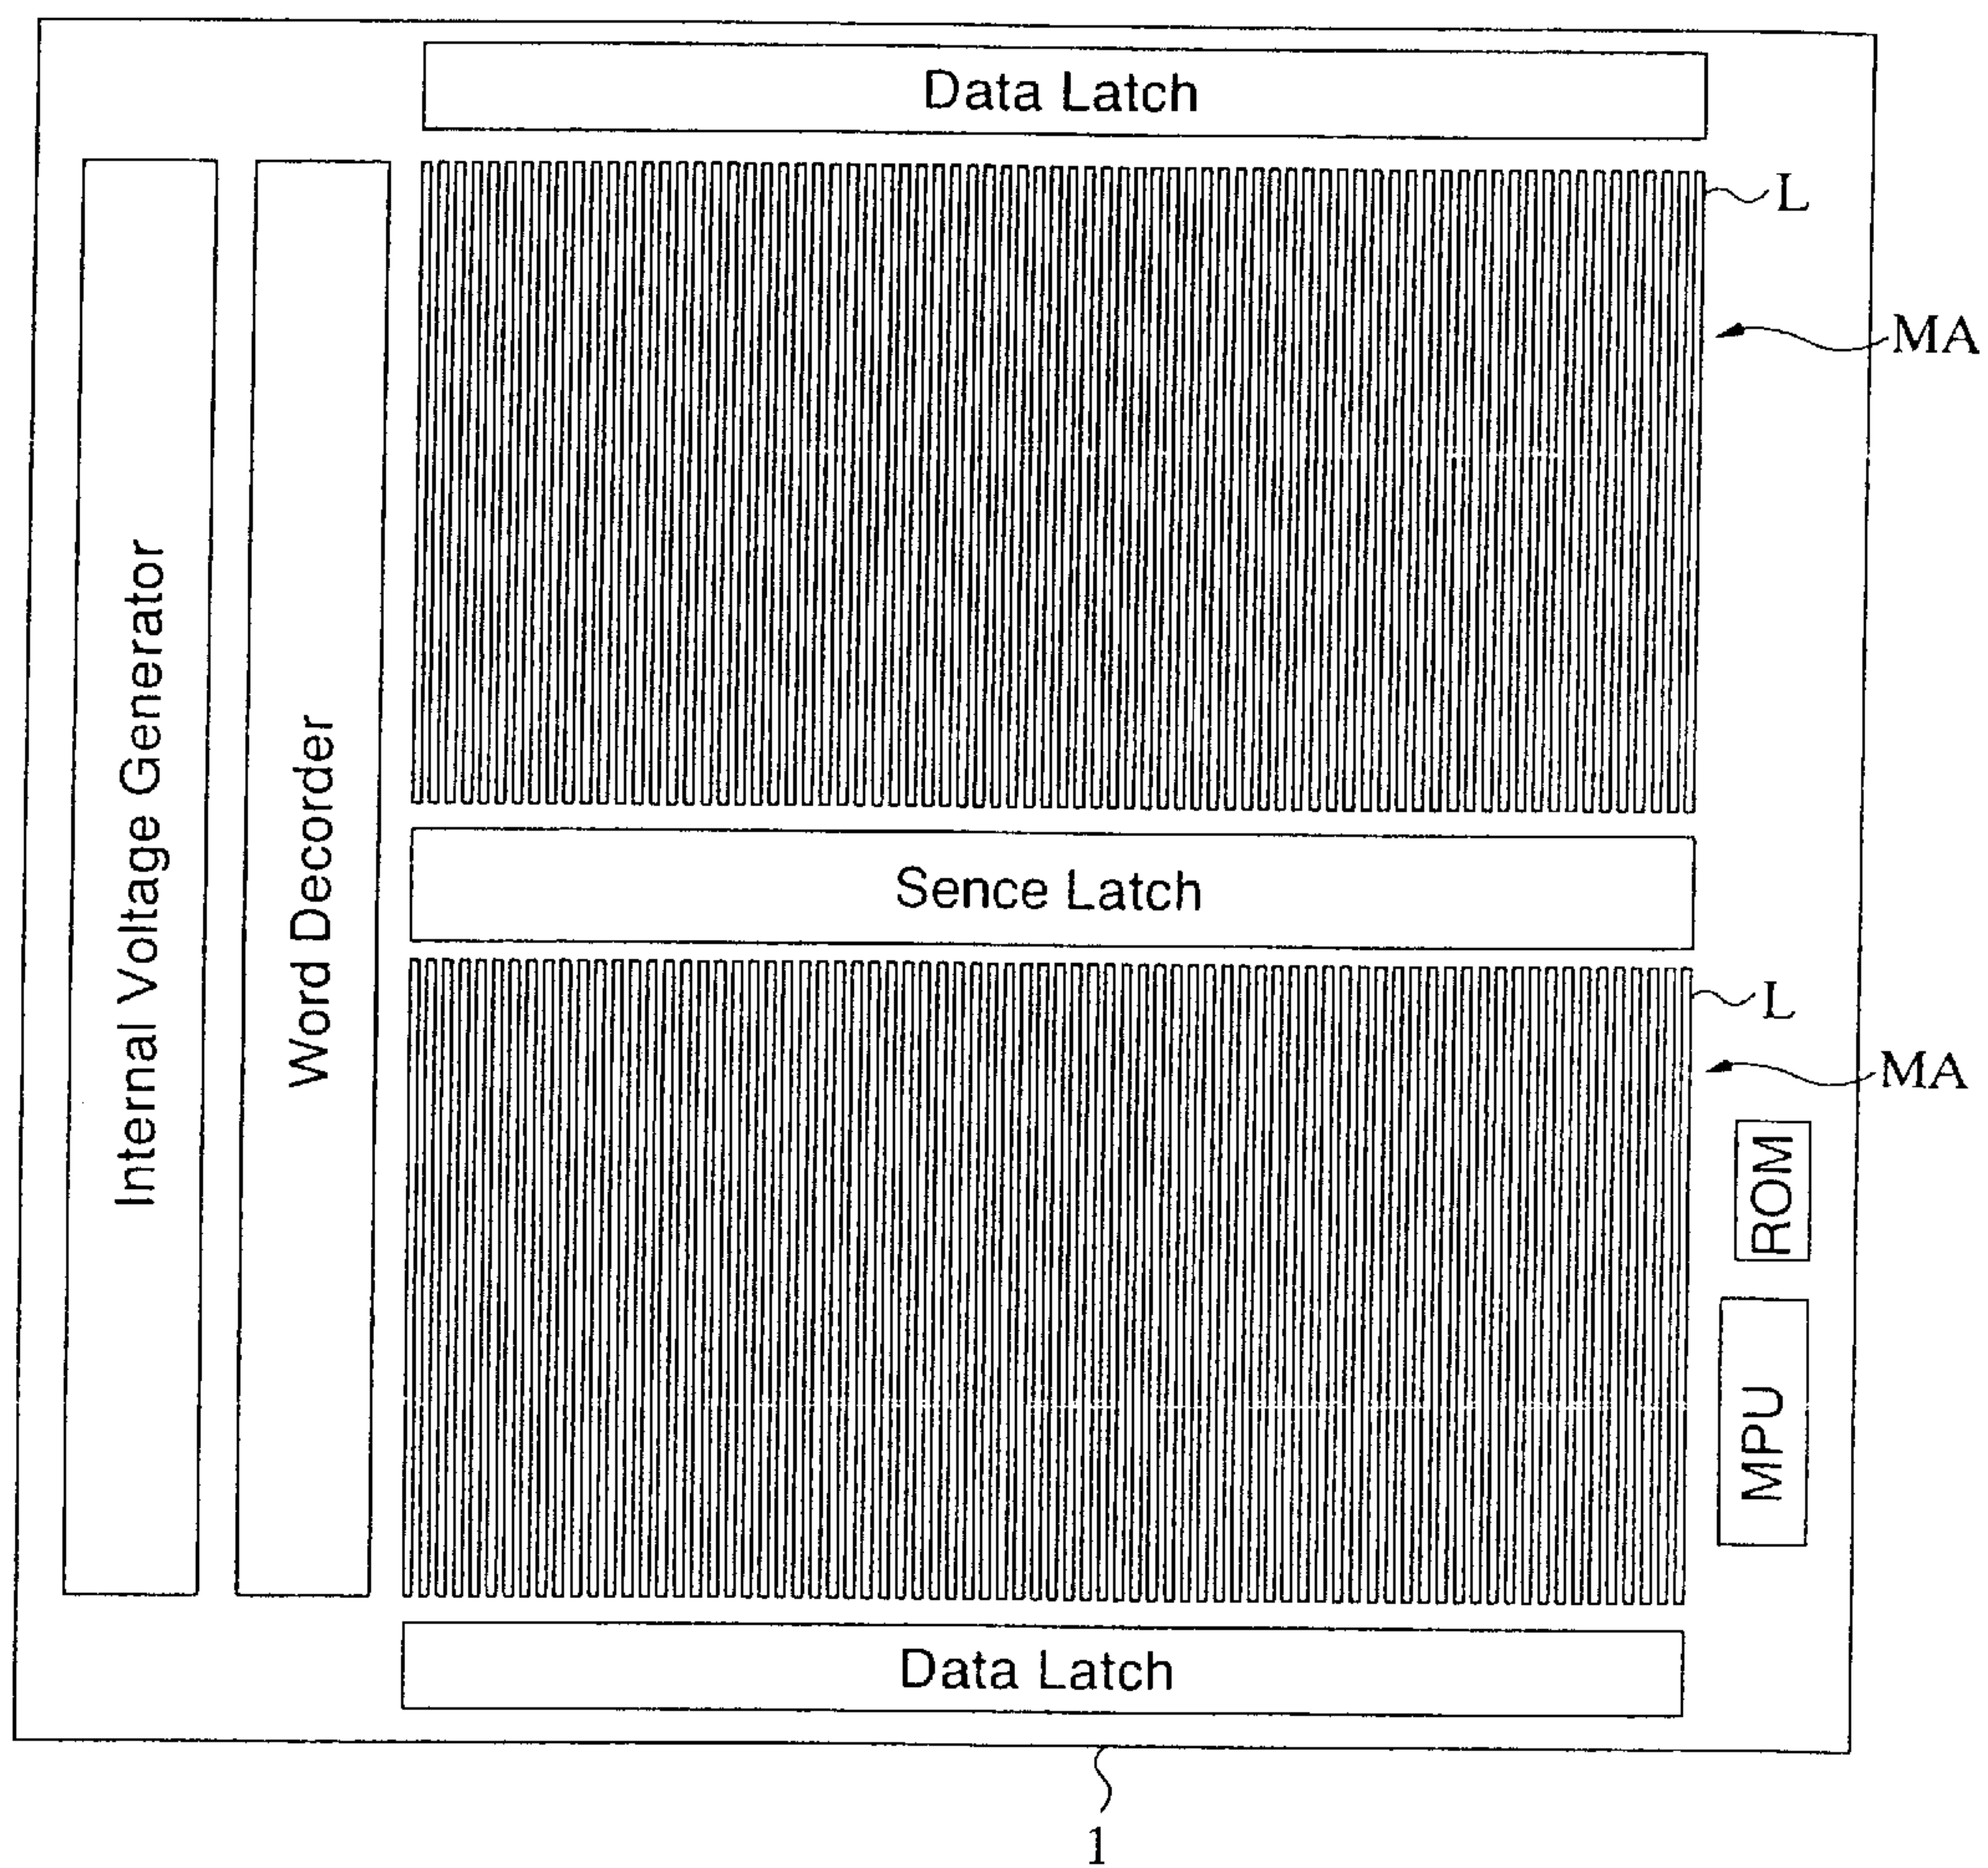 Data Latch
L
MA
Internal Voltage Generator
Word Decorder
Sence Latch
L
MA
ROM
MPU
Data Latch
1